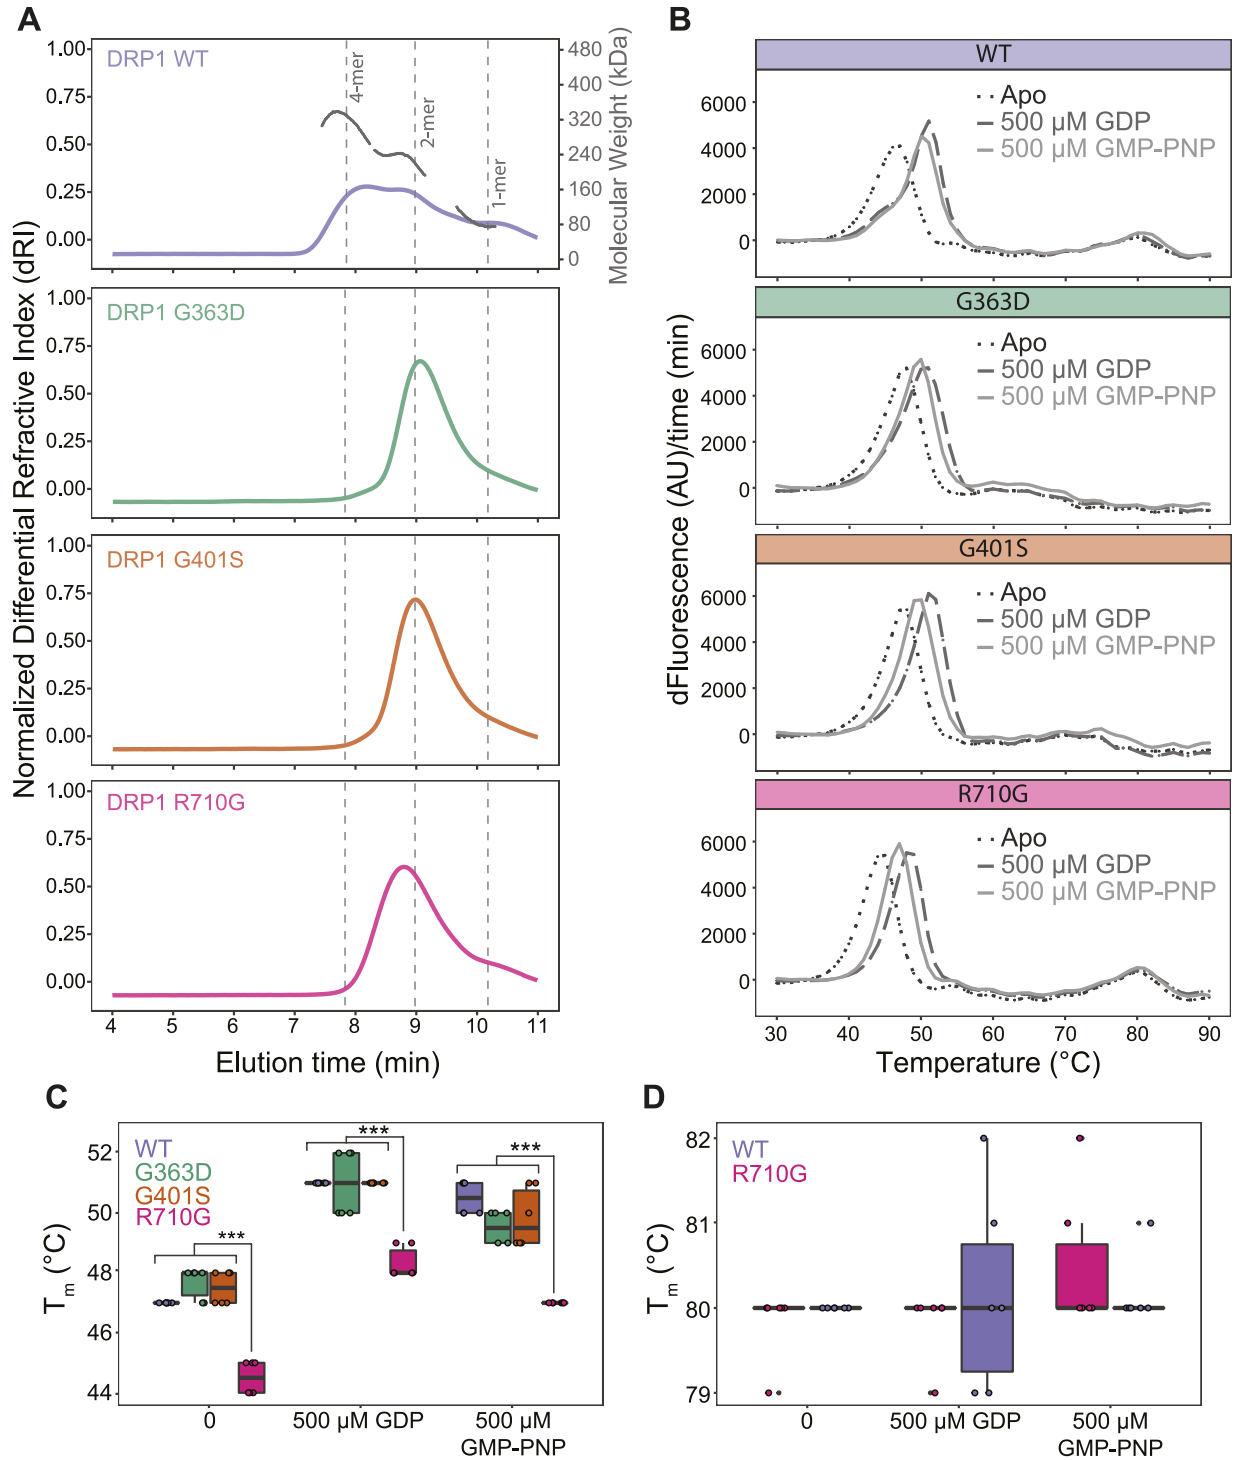 A
Normalized Differential Refractive Index (dRI)
DRP1 WT
1.00
0.75
0.50
0.25
0.00
4-mer
2-mer
1-mer
480
400
320
240
160
80
0
Molecular Weight (kDa)
DRP1 G363D
1.00
0.75
0.50
0.25
0.00
DRP1 G401S
1.00
0.75
0.50
0.25
0.00
DRP1 R710G
1.00
0.75
0.50
0.25
0.00
4 5 6 7 8 9 10 11
Elution time (min)
B
dFluorescence (AU)/time (min)
WT
Apo
500 µM GDP
500 µM GMP-PNP
6000
4000
2000
0
G363D
Apo
500 µM GDP
500 µM GMP-PNP
6000
4000
2000
0
G401S
Apo
500 µM GDP
500 µM GMP-PNP
6000
4000
2000
0
R710G
Apo
500 µM GDP
500 µM GMP-PNP
6000
4000
2000
0
30 40 50 60 70 80 90
Temperature (°C)
C
Tm (°C)
WT
G363D
G401S
R710G
***
***
***
52
50
48
46
44
0 500 µM GDP 500 µM
GMP-PNP
D
Tm (°C)
WT
R710G
82
81
80
79
0 500 µM GDP 500 µM
GMP-PNP